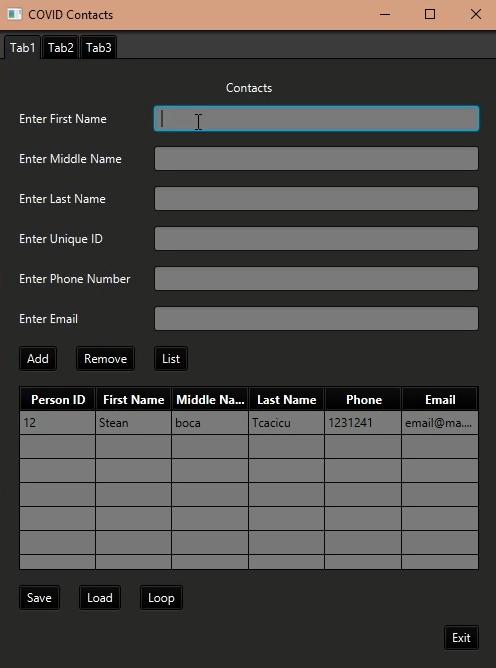 COVID Contacts
Tab1 Tab2 Tab3
Contacts
Enter First Name
Enter Middle Name
Enter Last Name
Enter Unique ID
Enter Phone Number
Enter Email
Add Remove List
Person ID First Name Middle Na... Last Name Phone Email
12 Stean boca Tcacicu 1231241 email@ma....
Save Load Loop
Exit